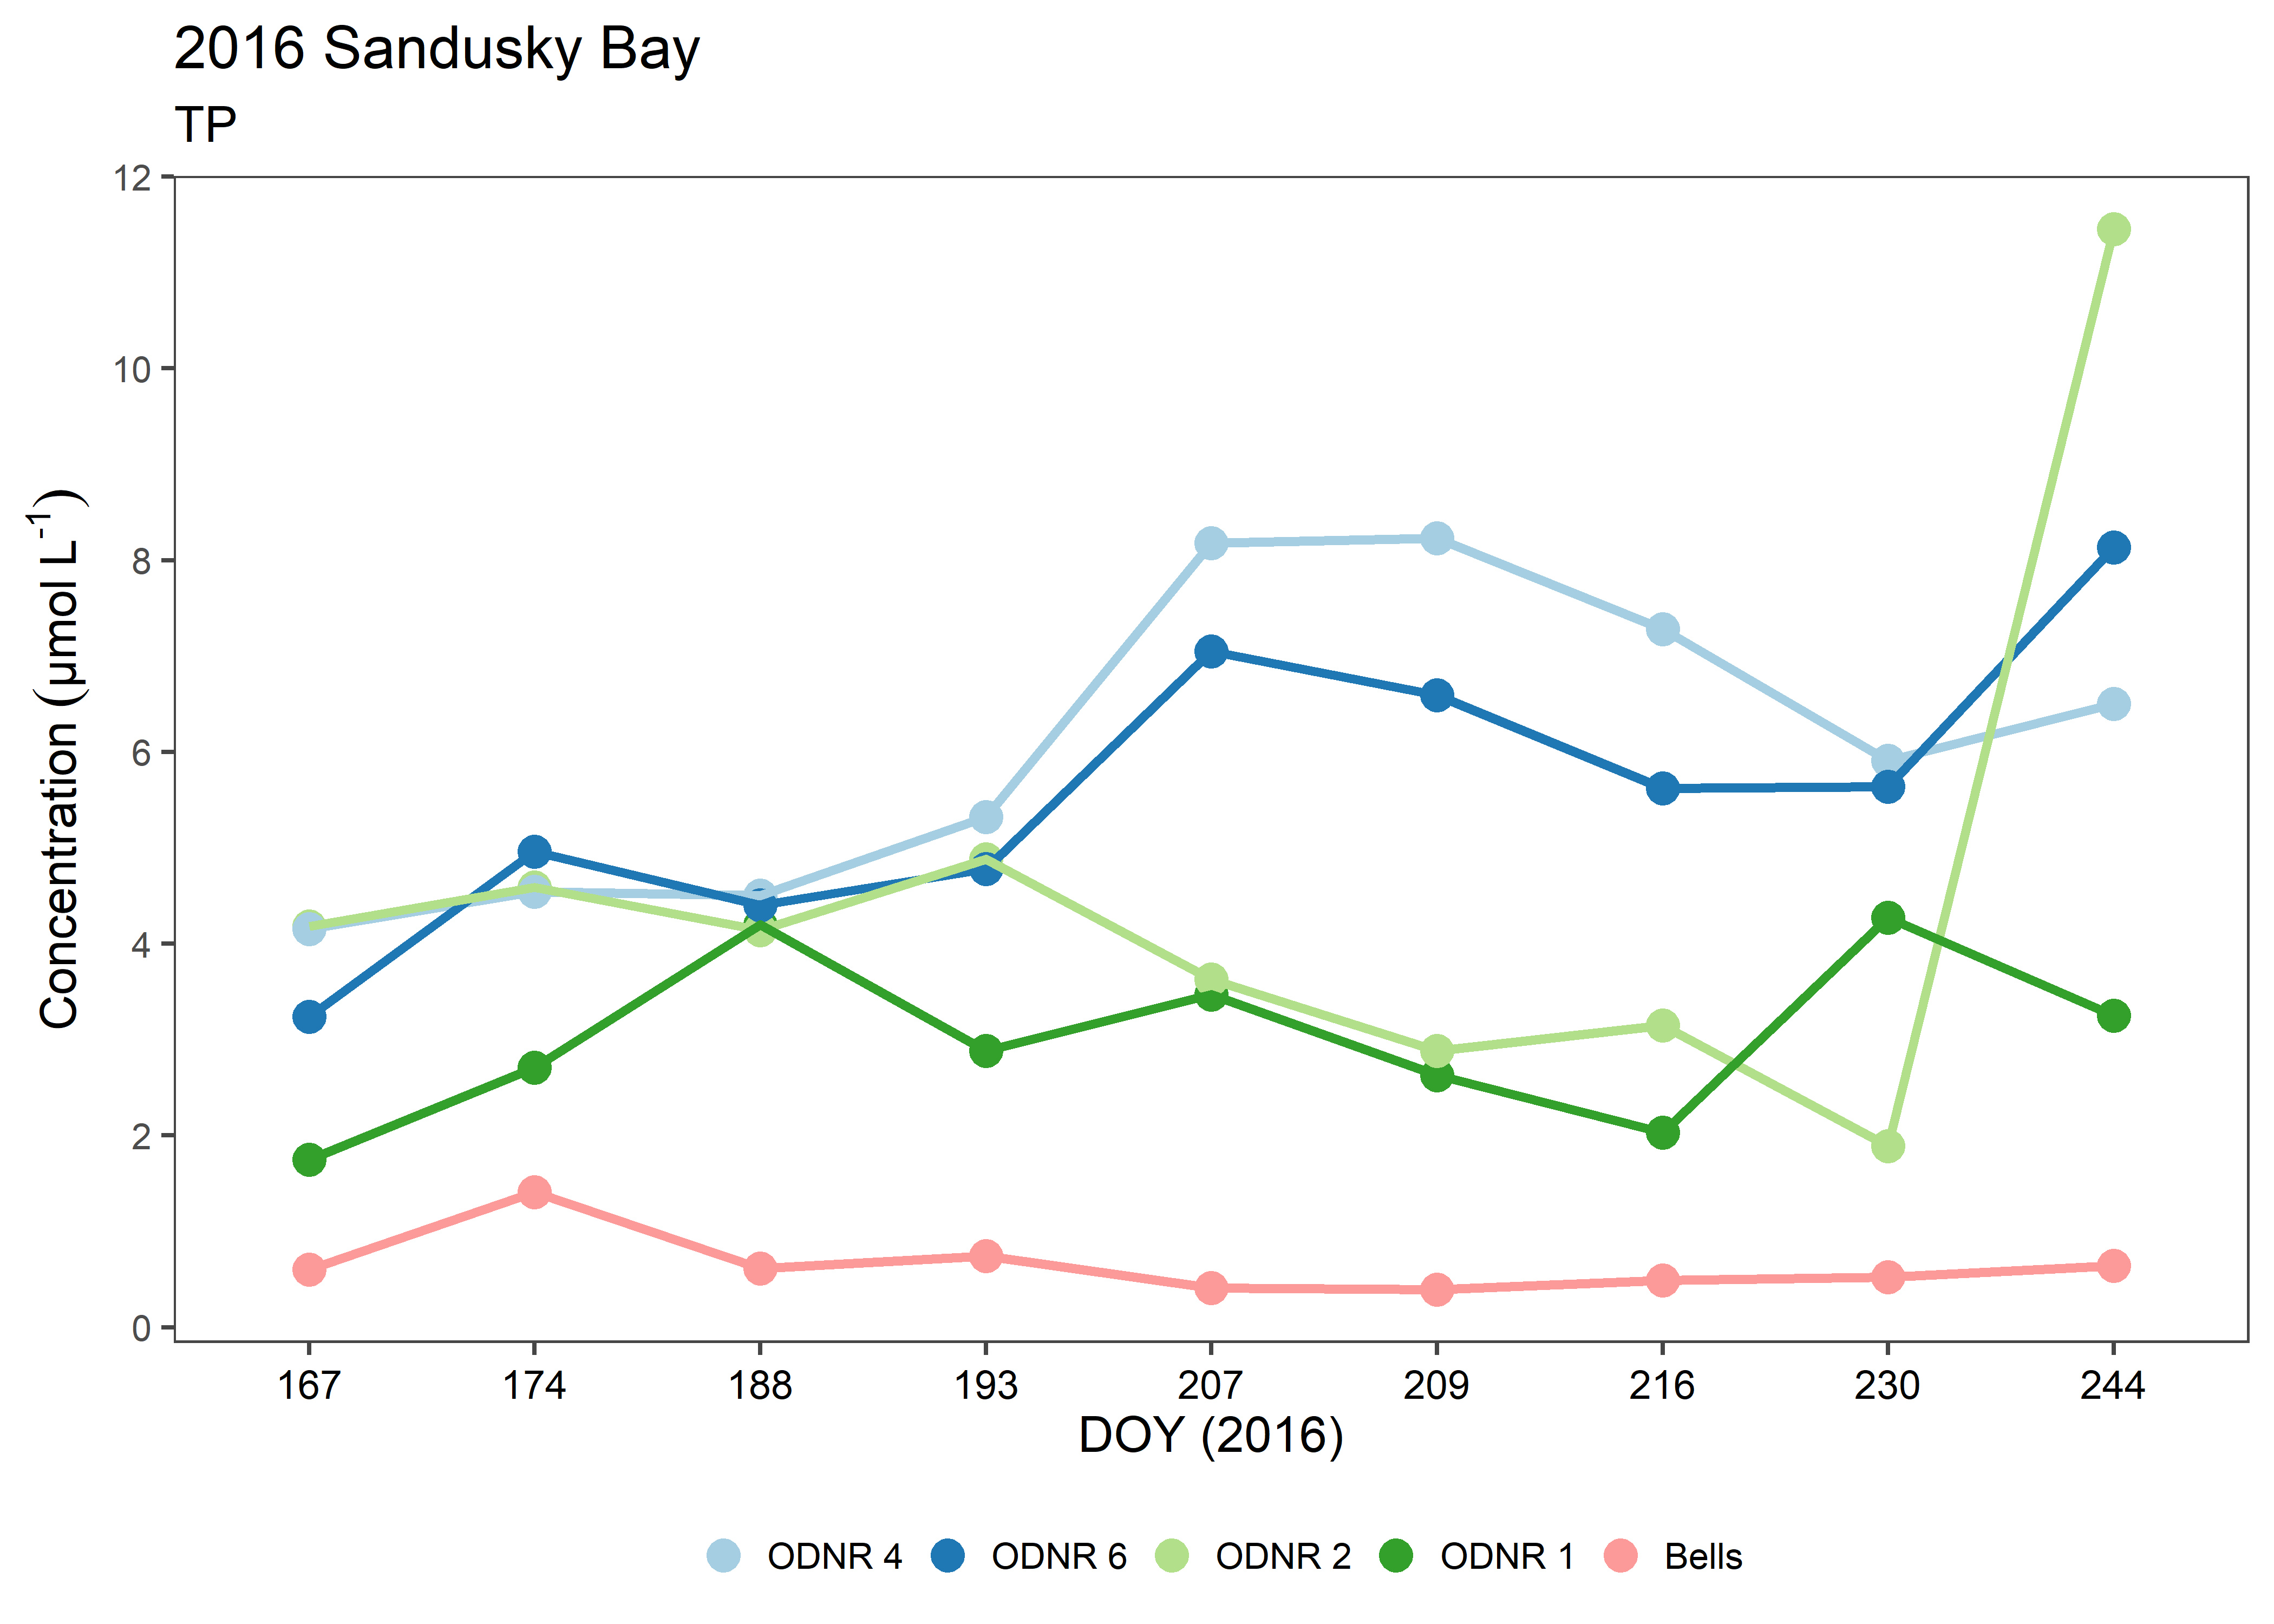 2016 Sandusky Bay
TP
Concentration (µmol L⁻¹)
12
10
8
6
4
2
0
167 174 188 193 207 209 216 230 244
DOY (2016)
ODNR 4 ODNR 6 ODNR 2 ODNR 1 Bells